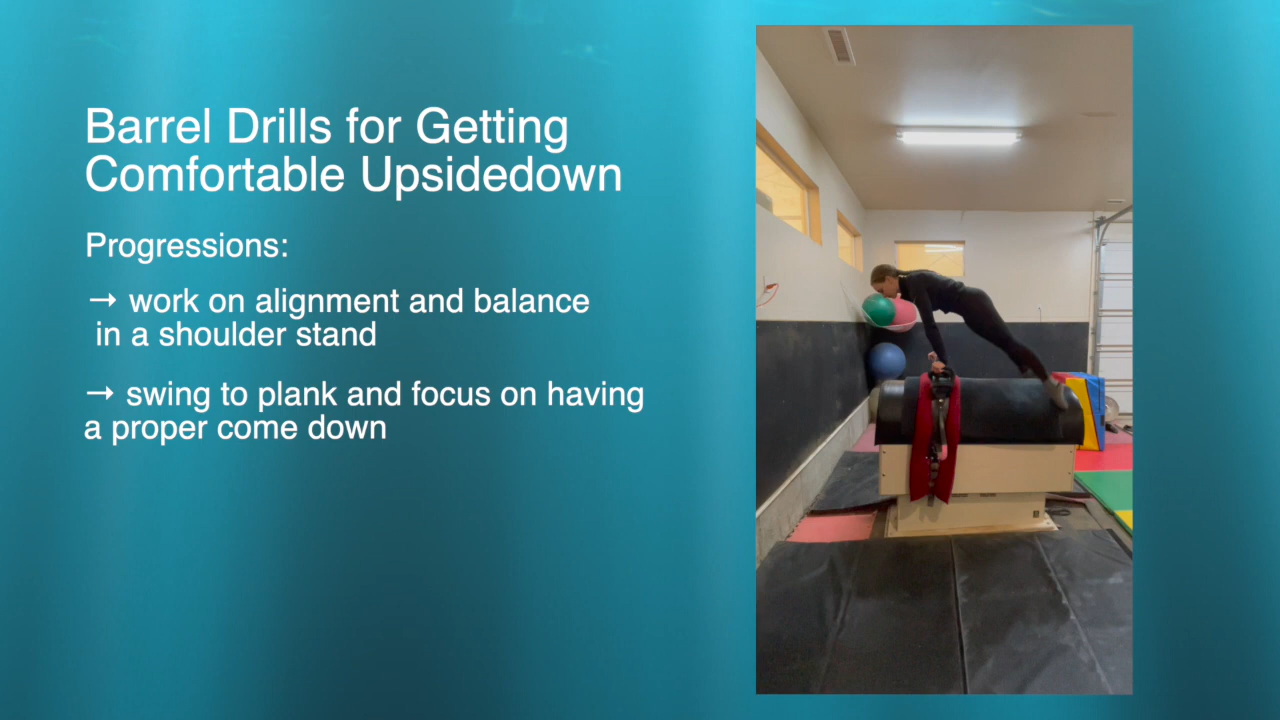 Barrel Drills for Getting
Comfortable Upsidedown
Progressions:
→ work on alignment and balance
in a shoulder stand
→ swing to plank and focus on having
a proper come down